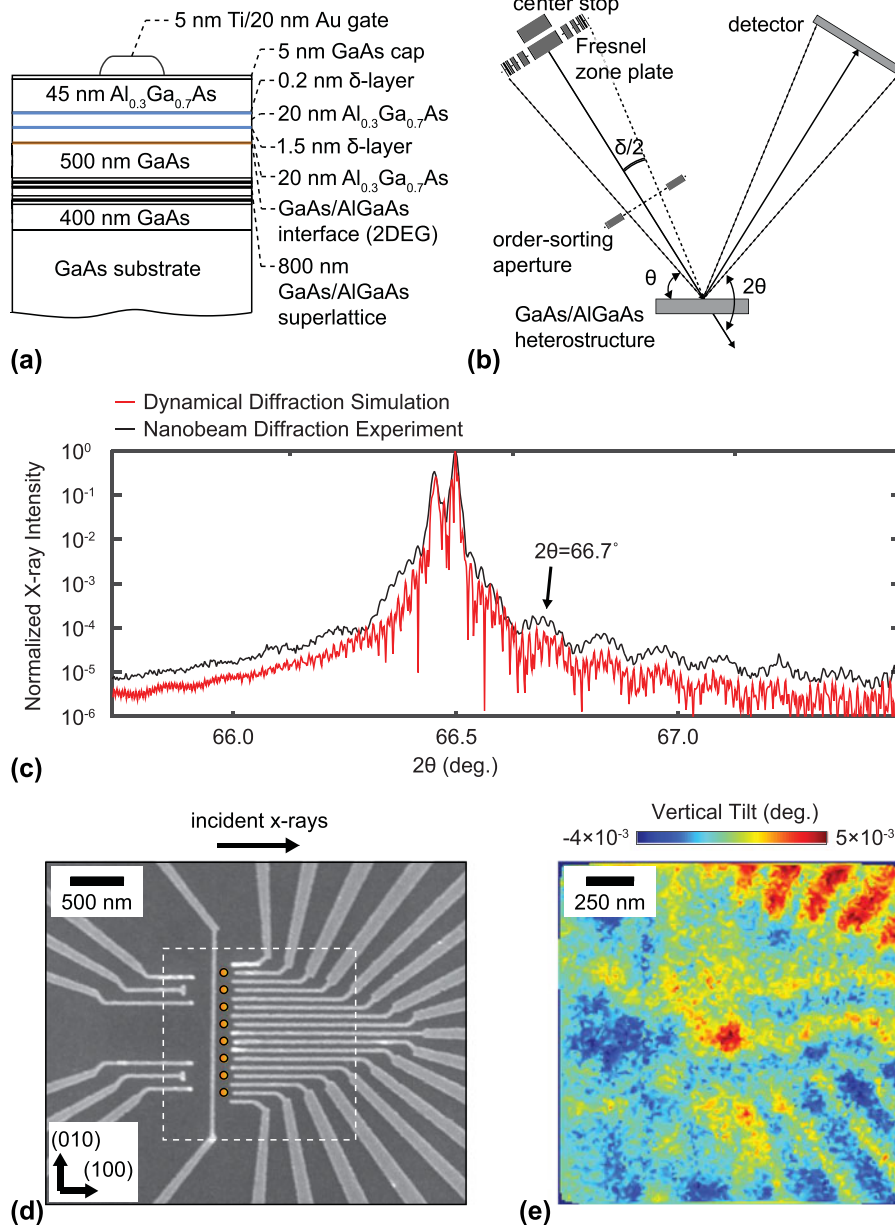 5 nm Ti/20 nm Au gate
5 nm GaAs cap
45 nm Al0.3Ga0.7As
0.2 nm δ-layer
20 nm Al0.3Ga0.7As
1.5 nm δ-layer
500 nm GaAs
20 nm Al0.3Ga0.7As
GaAs/AlGaAs
interface (2DEG)
400 nm GaAs
800 nm
GaAs/AlGaAs
superlattice
GaAs substrate
(a)
center stop
Fresnel
zone plate
detector
δ/2
order-sorting
aperture
θ
2θ
GaAs/AlGaAs
heterostructure
(b)
Dynamical Diffraction Simulation
Nanobeam Diffraction Experiment
Normalized X-ray Intensity
10^0
10^-1
10^-2
10^-3
10^-4
10^-5
10^-6
2θ=66.7°
66.0
66.5
67.0
2θ (deg.)
(c)
incident x-rays
500 nm
(010)
(100)
(d)
Vertical Tilt (deg.)
-4×10^-3
5×10^-3
250 nm
(e)